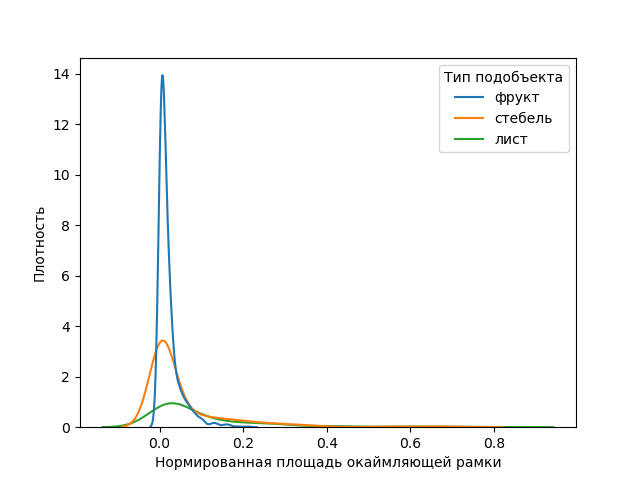 Тип подобъекта
фрукт
стебель
лист
14
12
10
8
6
4
2
0
Плотность
0.0 0.2 0.4 0.6 0.8
Нормированная площадь окаймляющей рамки